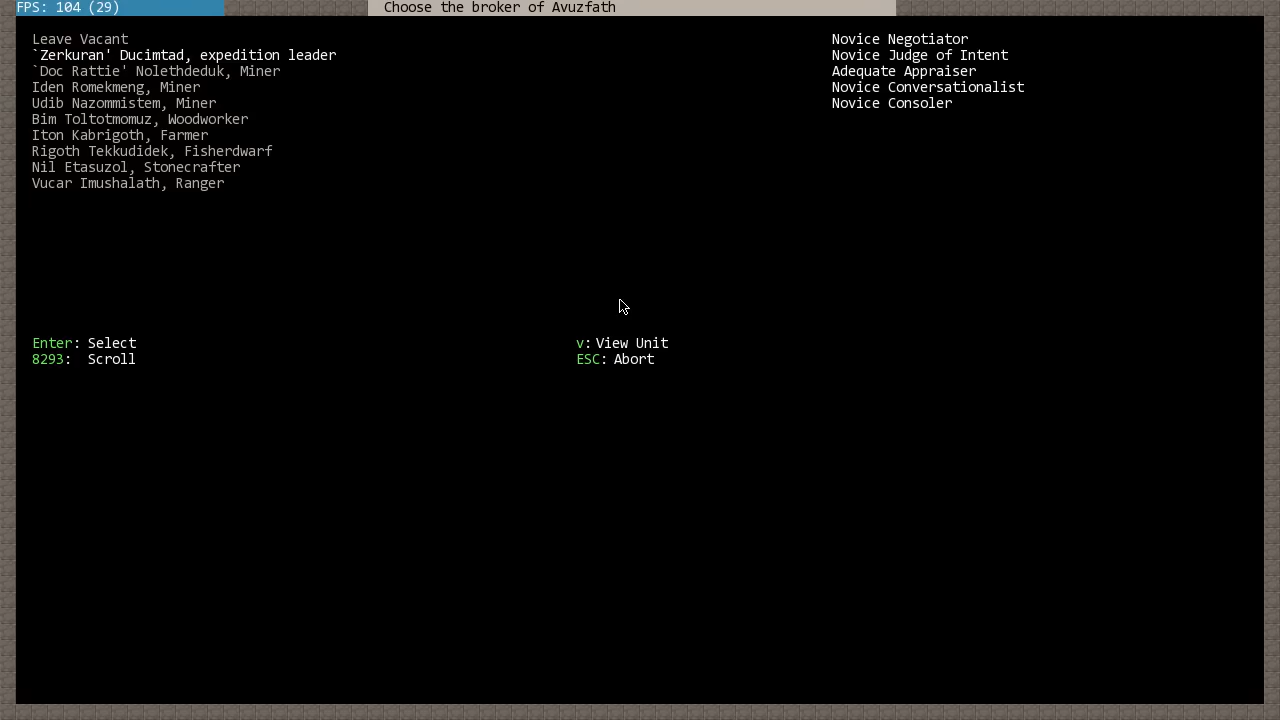 FPS: 104 (29)
Choose the broker of Avuzfath
Leave Vacant
`Zerkuran' Ducimtad, expedition leader
`Doc Rattie' Nolethdeduk, Miner
Iden Romekmeng, Miner
Udib Nazommistem, Miner
Bim Toltotmomuz, Woodworker
Iton Kabrigoth, Farmer
Rigoth Tekkudidek, Fisherdwarf
Nil Etasuzol, Stonecrafter
Vucar Imushalath, Ranger
Novice Negotiator
Novice Judge of Intent
Adequate Appraiser
Novice Conversationalist
Novice Consoler
Enter: Select
8293: Scroll
v: View Unit
ESC: Abort